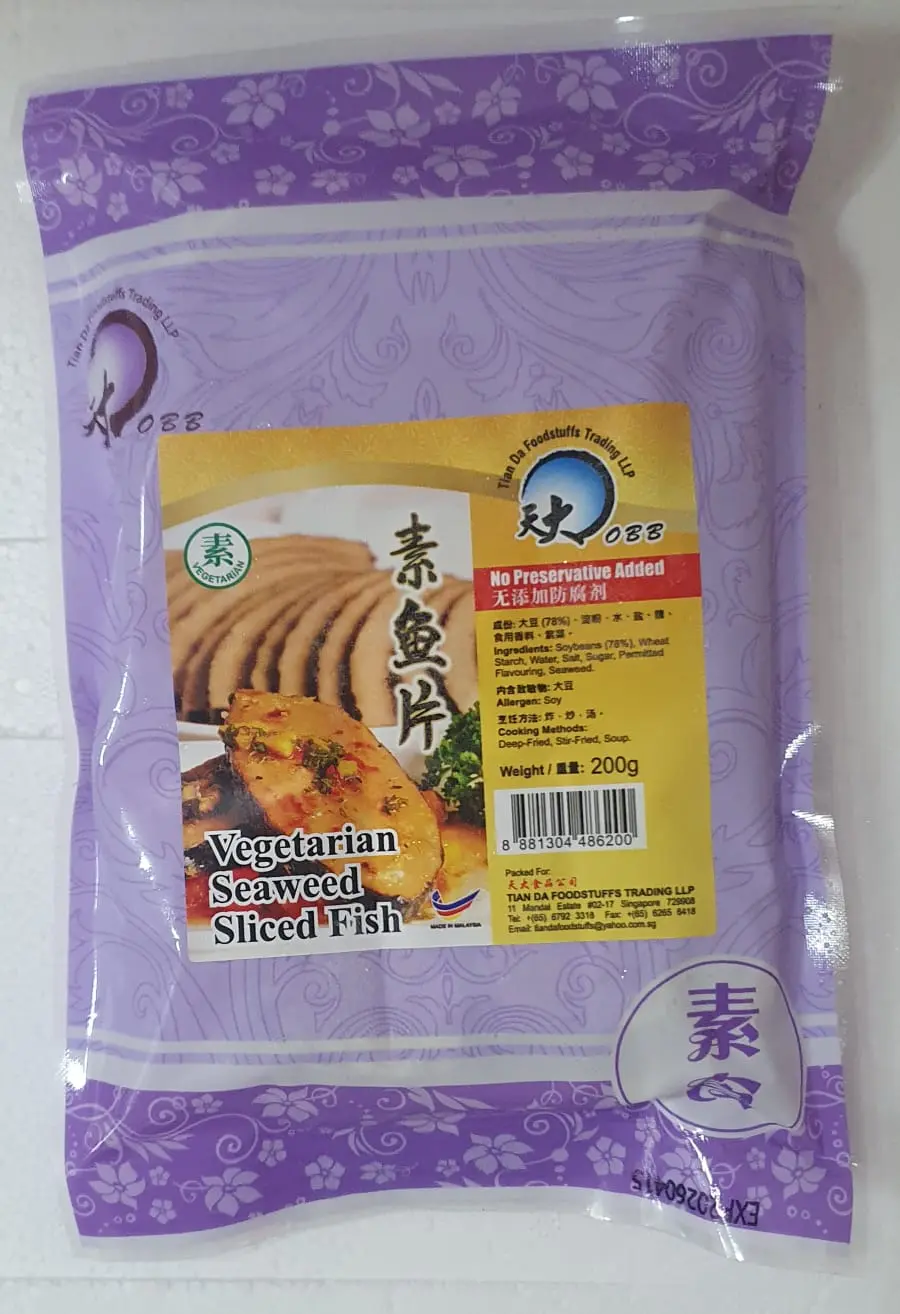 Tian Da Foodstuffs Trading LLP
天大
OBB
Tian Da Foodstuffs Trading LLP
天大
OBB
素
VEGETARIAN
素鱼片
No Preservative Added
无添加防腐剂
成份: 大豆 (78%)、淀粉、水、盐、糖、
食用香料、紫菜。
Ingredients: Soybeans (78%), Wheat
Starch, Water, Salt, Sugar, Permitted
Flavouring, Seaweed.
内含致敏物: 大豆
Allergen: Soy
烹饪方法: 炸、炒、汤。
Cooking Methods:
Deep-Fried, Stir-Fried, Soup.
Weight / 重量: 200g
8 881304 486200
Vegetarian
Seaweed
Sliced Fish
MADE IN MALAYSIA
Packed For:
天大食品公司
TIAN DA FOODSTUFFS TRADING LLP
11 Mandai Estate #02-17 Singapore 729908
Tel: +(65) 6792 3318 Fax: +(65) 6265 6418
Email: tiandafoodstuffs@yahoo.com.sg
素
EXP 20260415